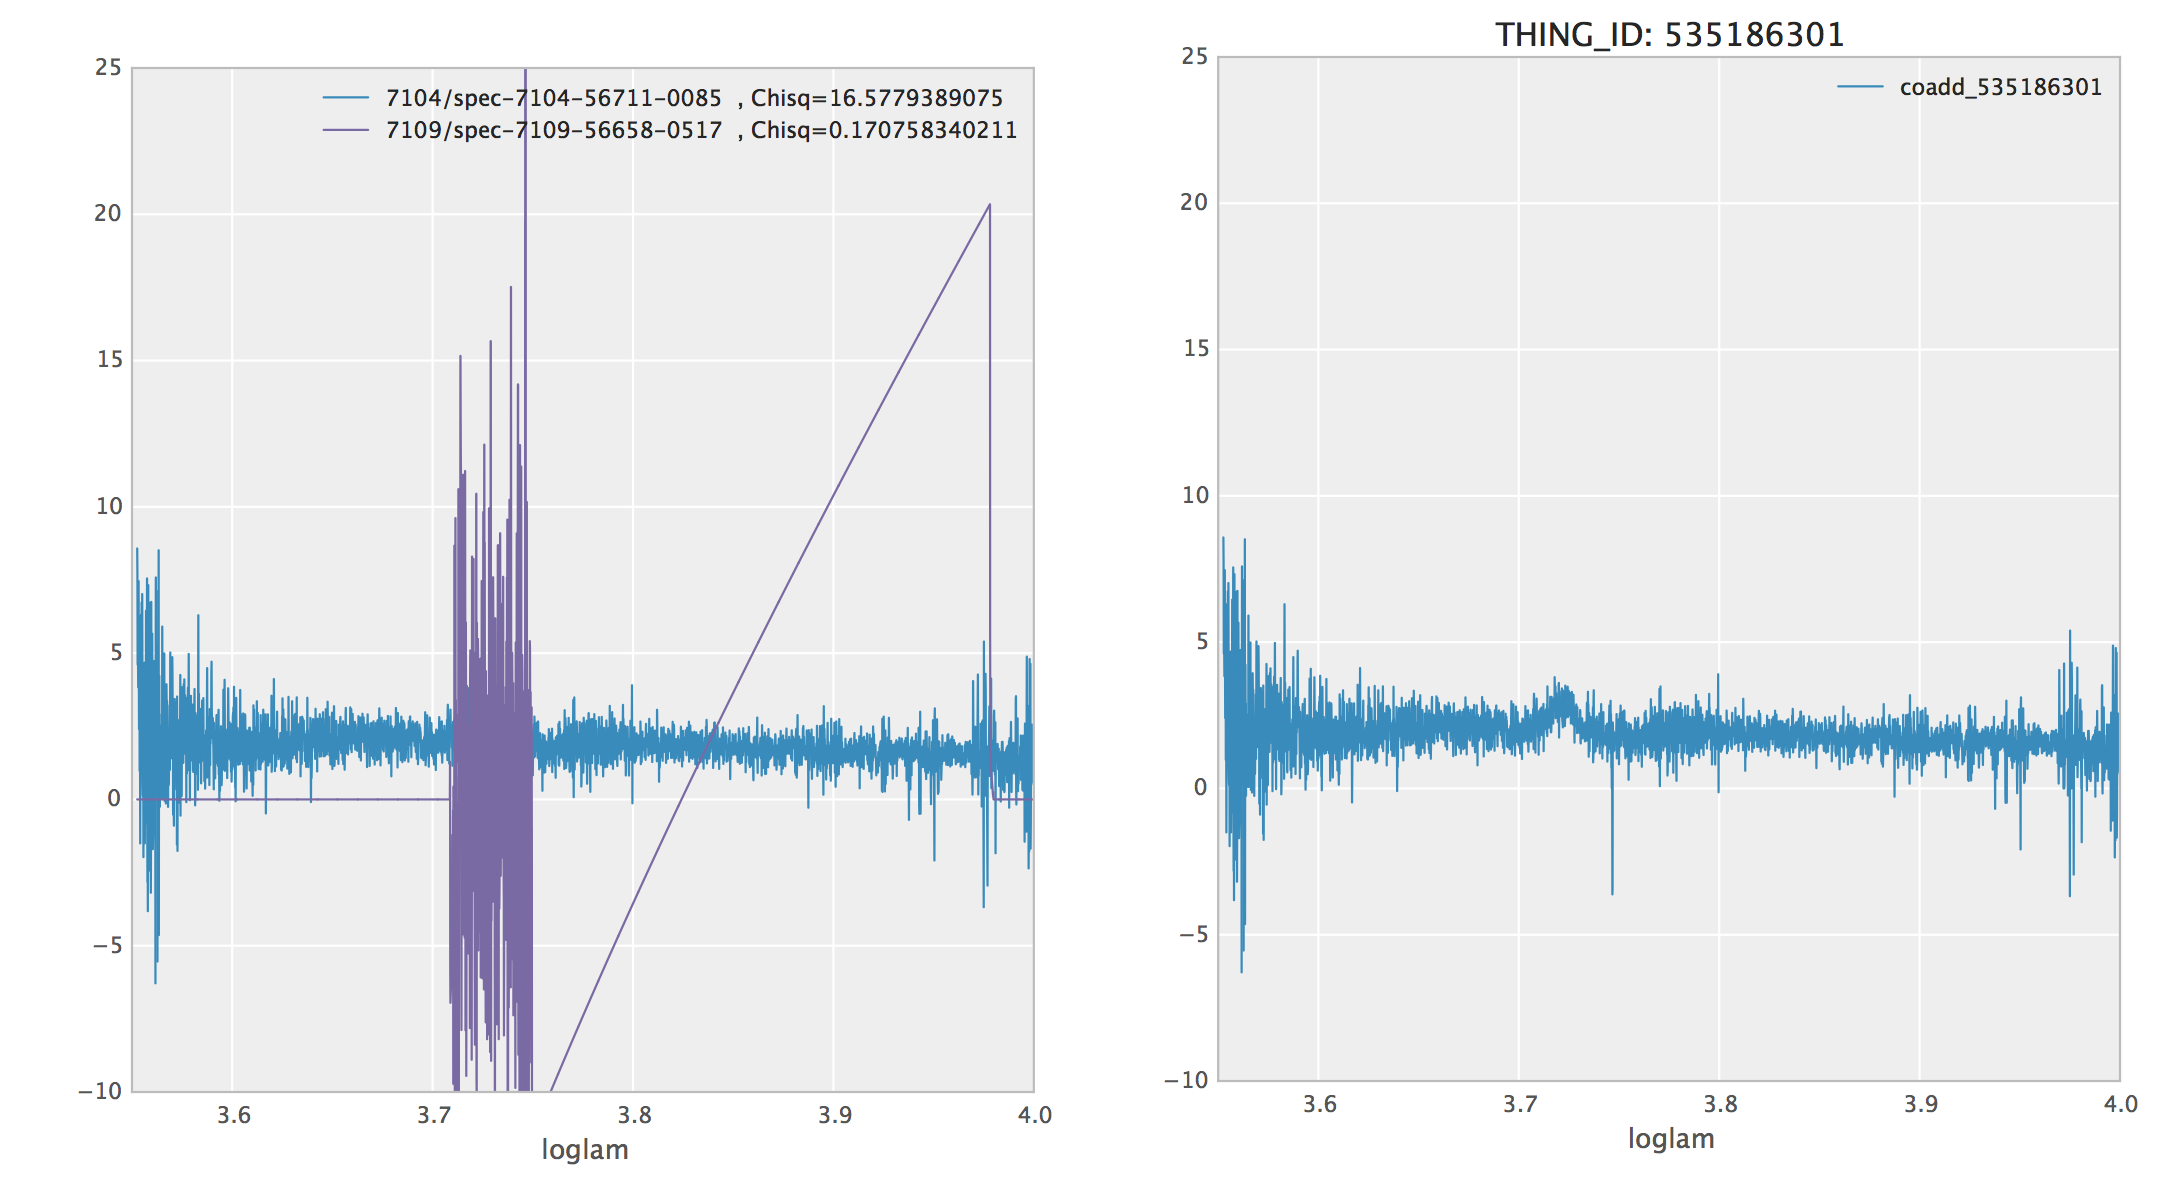 25
7104/spec-7104-56711-0085 , Chisq=16.5779389075
7109/spec-7109-56658-0517 , Chisq=0.170758340211
20
15
10
5
0
−5
−10
3.6 3.7 3.8 3.9 4.0
loglam
THING_ID: 535186301
25
coadd_535186301
20
15
10
5
0
−5
−10
3.6 3.7 3.8 3.9 4.0
loglam